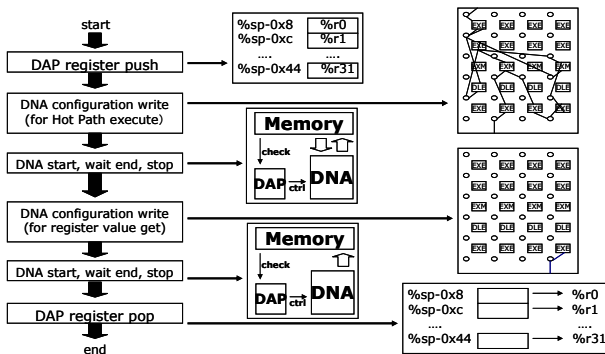 start
DAP register push
DNA configuration write
(for Hot Path execute)
DNA start, wait end, stop
DNA configuration write
(for register value get)
DNA start, wait end, stop
DAP register pop
end
%sp-0x8 %r0
%sp-0xc %r1
.... ....
%sp-0x44 %r31
Memory
check
DAP ctrl DNA
Memory
check
DAP ctrl DNA
EXE EXE EXE EXE
EXE EXE EXE EXE
EXM EXM EXM EXM
DLE DLE DLE DLE
EXE EXE EXE EXE
EXE EXE EXE EXE
EXE EXE EXE EXE
EXM EXM EXM EXM
DLE DLE DLE DLE
EXE EXE EXE EXE
%sp-0x8 %r0
%sp-0xc %r1
.... ....
%sp-0x44 %r31